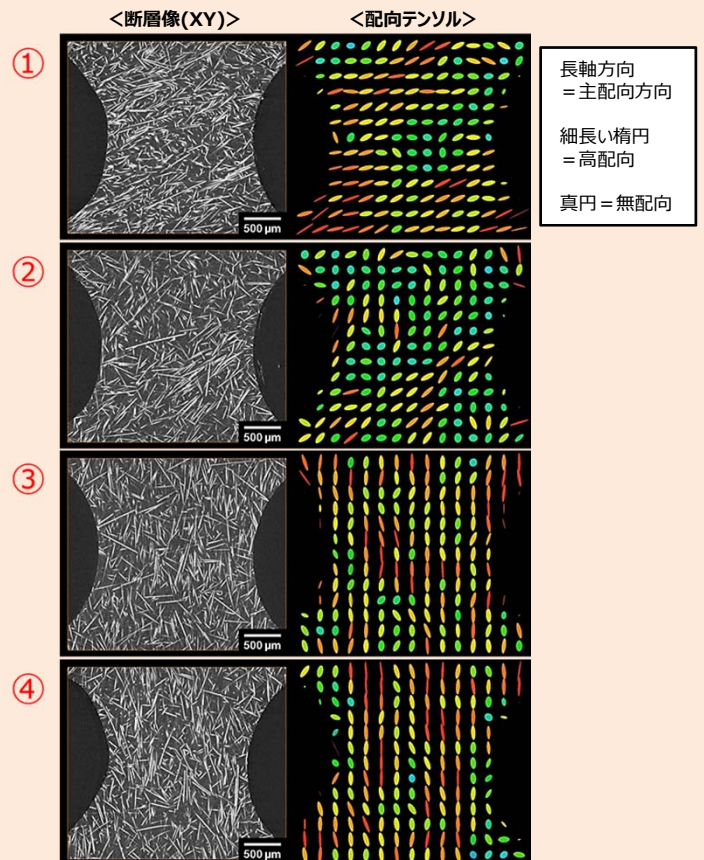 <断層像(XY)>
<配向テンソル>
①
500 µm
長軸方向
＝主配向方向
細長い楕円
＝高配向
真円＝無配向
②
500 µm
③
500 µm
④
500 µm